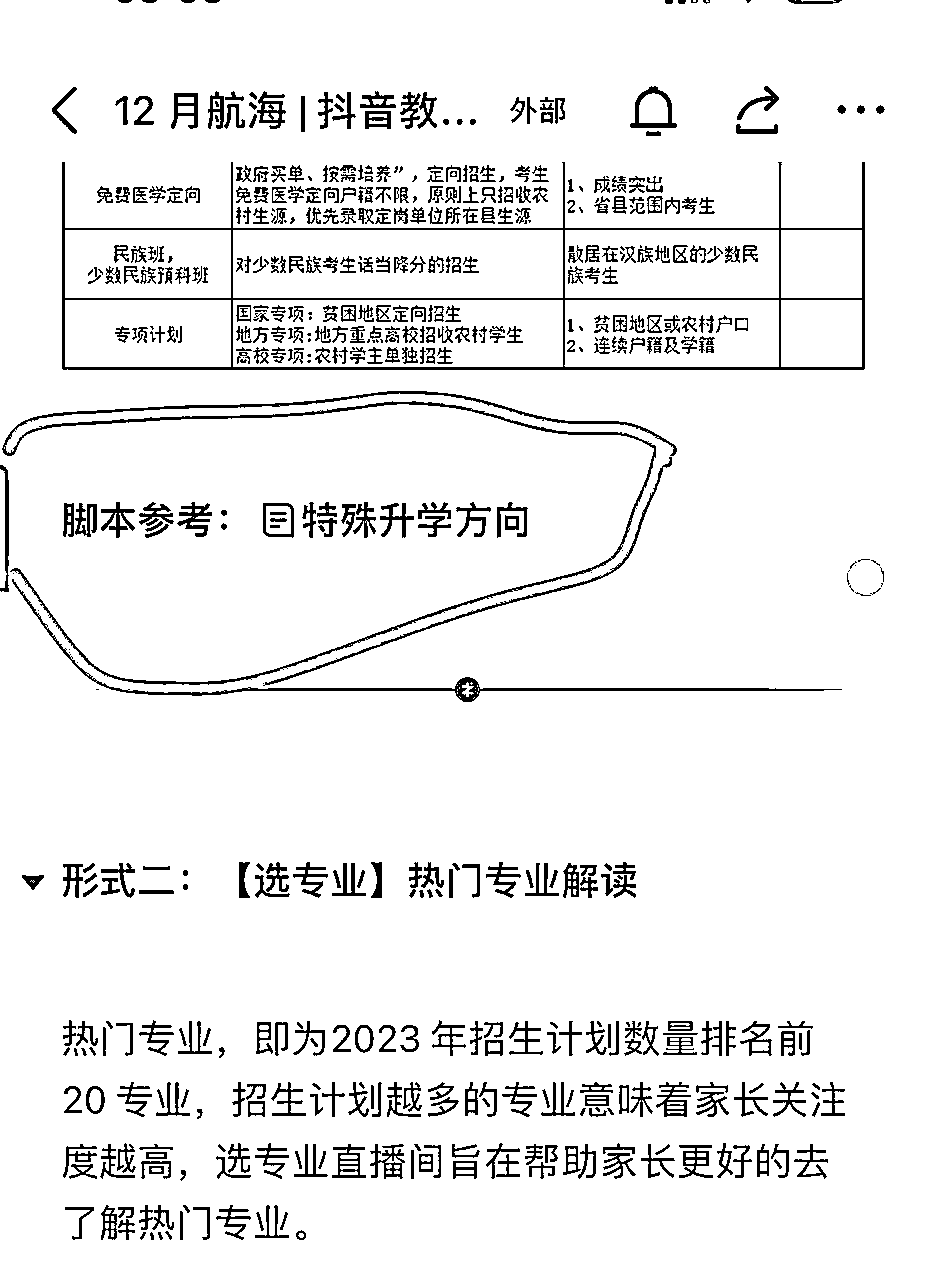 12 月航海 | 抖音教... 外部
免费医学定向
政府买单、按需培养”，定向招生，考生
免费医学定向户籍不限，原则上只招收农
村生源，优先录取定岗单位所在县生源
1、成绩突出
2、省县范围内考生
民族班，
少数民族预科班
对少数民族考生话当降分的招生
散居在汉族地区的少数民
族考生
专项计划
国家专项：贫困地区定向招生
地方专项:地方重点高校招收农村学生
高校专项:农村学主单独招生
1、贫困地区或农村户口
2、连续户籍及学籍
脚本参考： 特殊升学方向
形式二：【选专业】热门专业解读
热门专业，即为2023 年招生计划数量排名前
20 专业，招生计划越多的专业意味着家长关注
度越高，选专业直播间旨在帮助家长更好的去
了解热门专业。